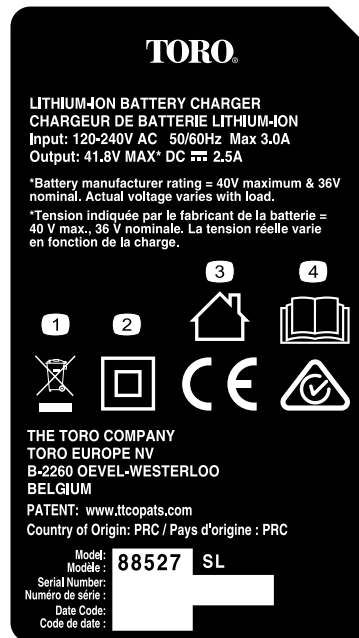 TORO®
LITHIUM-ION BATTERY CHARGER
CHARGEUR DE BATTERIE LITHIUM-ION
Input: 120-240V AC 50/60Hz Max 3.0A
Output: 41.8V MAX* DC ⎓ 2.5A
*Battery manufacturer rating = 40V maximum & 36V
nominal. Actual voltage varies with load.
*Tension indiquée par le fabricant de la batterie =
40 V max., 36 V nominale. La tension réelle varie
en fonction de la charge.
1 2 3 4
CE
THE TORO COMPANY
TORO EUROPE NV
B-2260 OEVEL-WESTERLOO
BELGIUM
PATENT: www.ttcopats.com
Country of Origin: PRC / Pays d'origine : PRC
Model: 88527 SL
Modèle :
Serial Number:
Numéro de série :
Date Code:
Code de date :